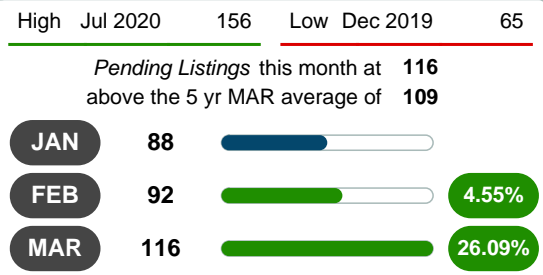 High Jul 2020 156 Low Dec 2019 65
Pending Listings this month at 116
above the 5 yr MAR average of 109
JAN 88
FEB 92 4.55%
MAR 116 26.09%